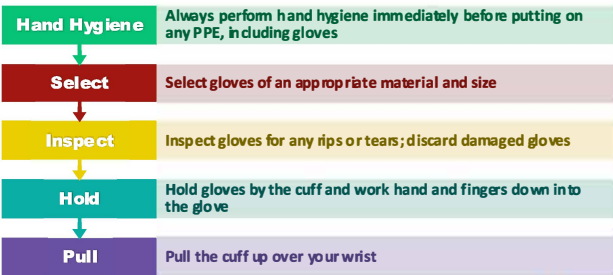 Hand Hygiene
Always perform hand hygiene immediately before putting on
any PPE, including gloves
Select
Select gloves of an appropriate material and size
Inspect
Inspect gloves for any rips or tears; discard damaged gloves
Hold
Hold gloves by the cuff and work hand and fingers down into
the glove
Pull
Pull the cuff up over your wrist